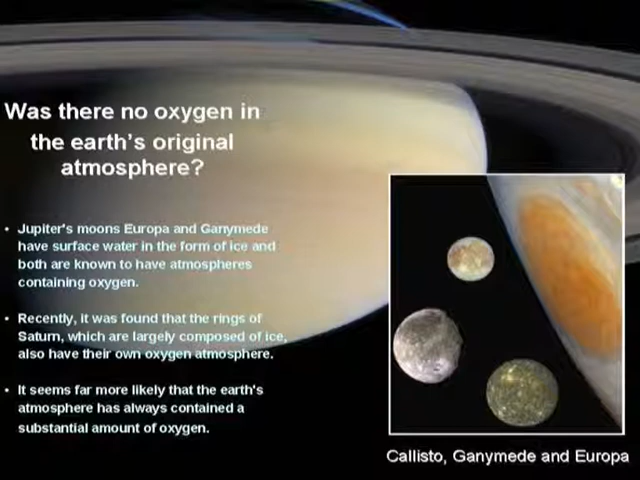 Was there no oxygen in
the earth's original
atmosphere?
• Jupiter's moons Europa and Ganymede
have surface water in the form of ice and
both are known to have atmospheres
containing oxygen.
• Recently, it was found that the rings of
Saturn, which are largely composed of ice,
also have their own oxygen atmosphere.
• It seems far more likely that the earth's
atmosphere has always contained a
substantial amount of oxygen.
Callisto, Ganymede and Europa